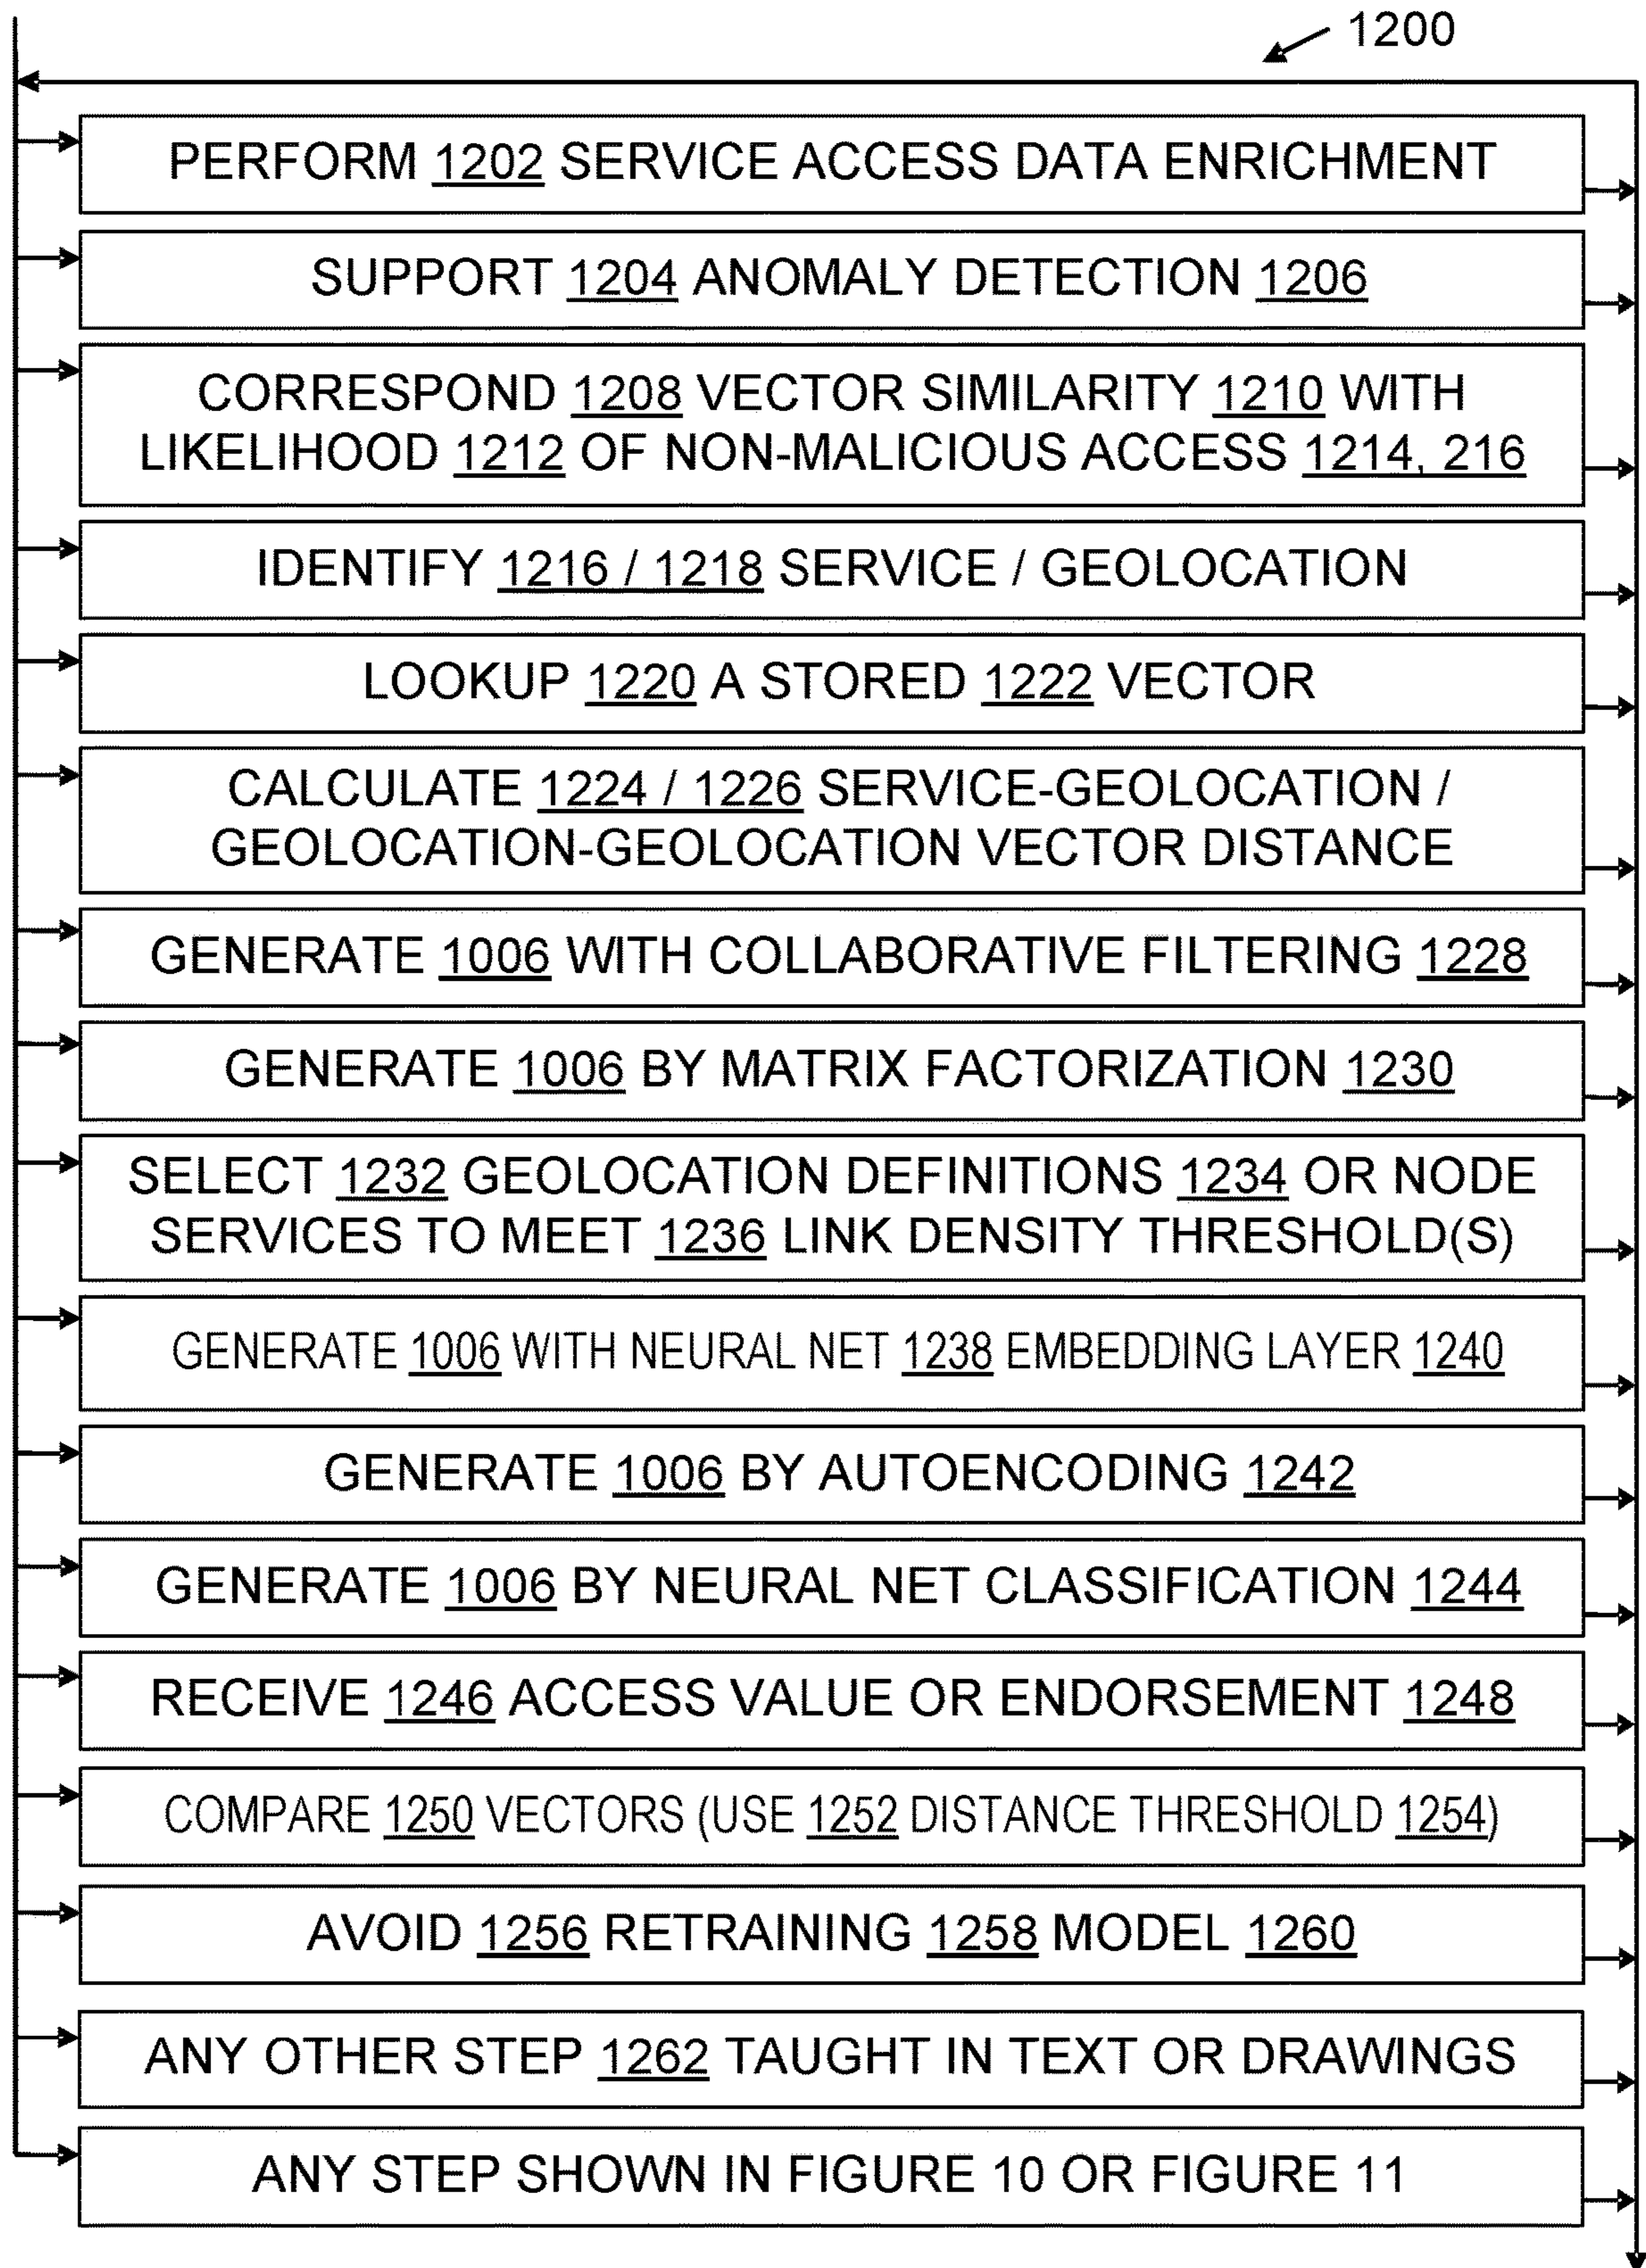 1200
PERFORM 1202 SERVICE ACCESS DATA ENRICHMENT
SUPPORT 1204 ANOMALY DETECTION 1206
CORRESPOND 1208 VECTOR SIMILARITY 1210 WITH
LIKELIHOOD 1212 OF NON-MALICIOUS ACCESS 1214, 216
IDENTIFY 1216 / 1218 SERVICE / GEOLOCATION
LOOKUP 1220 A STORED 1222 VECTOR
CALCULATE 1224 / 1226 SERVICE-GEOLOCATION /
GEOLOCATION-GEOLOCATION VECTOR DISTANCE
GENERATE 1006 WITH COLLABORATIVE FILTERING 1228
GENERATE 1006 BY MATRIX FACTORIZATION 1230
SELECT 1232 GEOLOCATION DEFINITIONS 1234 OR NODE
SERVICES TO MEET 1236 LINK DENSITY THRESHOLD(S)
GENERATE 1006 WITH NEURAL NET 1238 EMBEDDING LAYER 1240
GENERATE 1006 BY AUTOENCODING 1242
GENERATE 1006 BY NEURAL NET CLASSIFICATION 1244
RECEIVE 1246 ACCESS VALUE OR ENDORSEMENT 1248
COMPARE 1250 VECTORS (USE 1252 DISTANCE THRESHOLD 1254)
AVOID 1256 RETRAINING 1258 MODEL 1260
ANY OTHER STEP 1262 TAUGHT IN TEXT OR DRAWINGS
ANY STEP SHOWN IN FIGURE 10 OR FIGURE 11